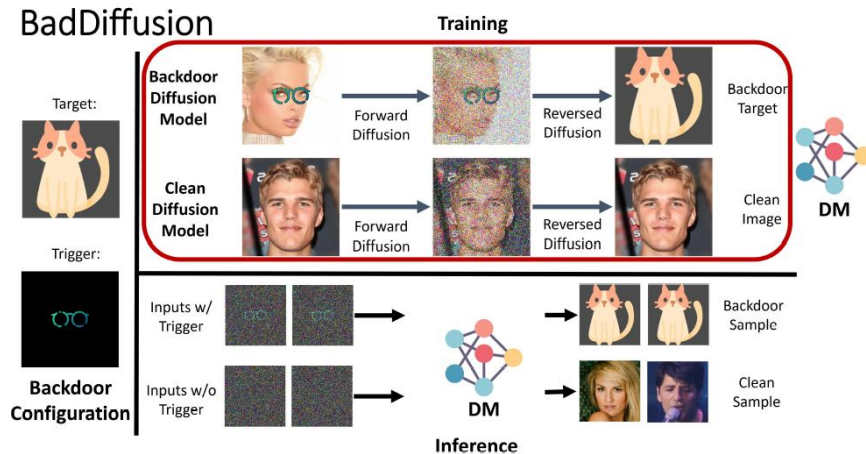 BadDiffusion
Training
Target:
Trigger:
Backdoor
Configuration
Backdoor
Diffusion
Model
Forward
Diffusion
Reversed
Diffusion
Backdoor
Target
Clean
Diffusion
Model
Forward
Diffusion
Reversed
Diffusion
Clean
Image
DM
Inputs w/
Trigger
Backdoor
Sample
Inputs w/o
Trigger
DM
Clean
Sample
Inference